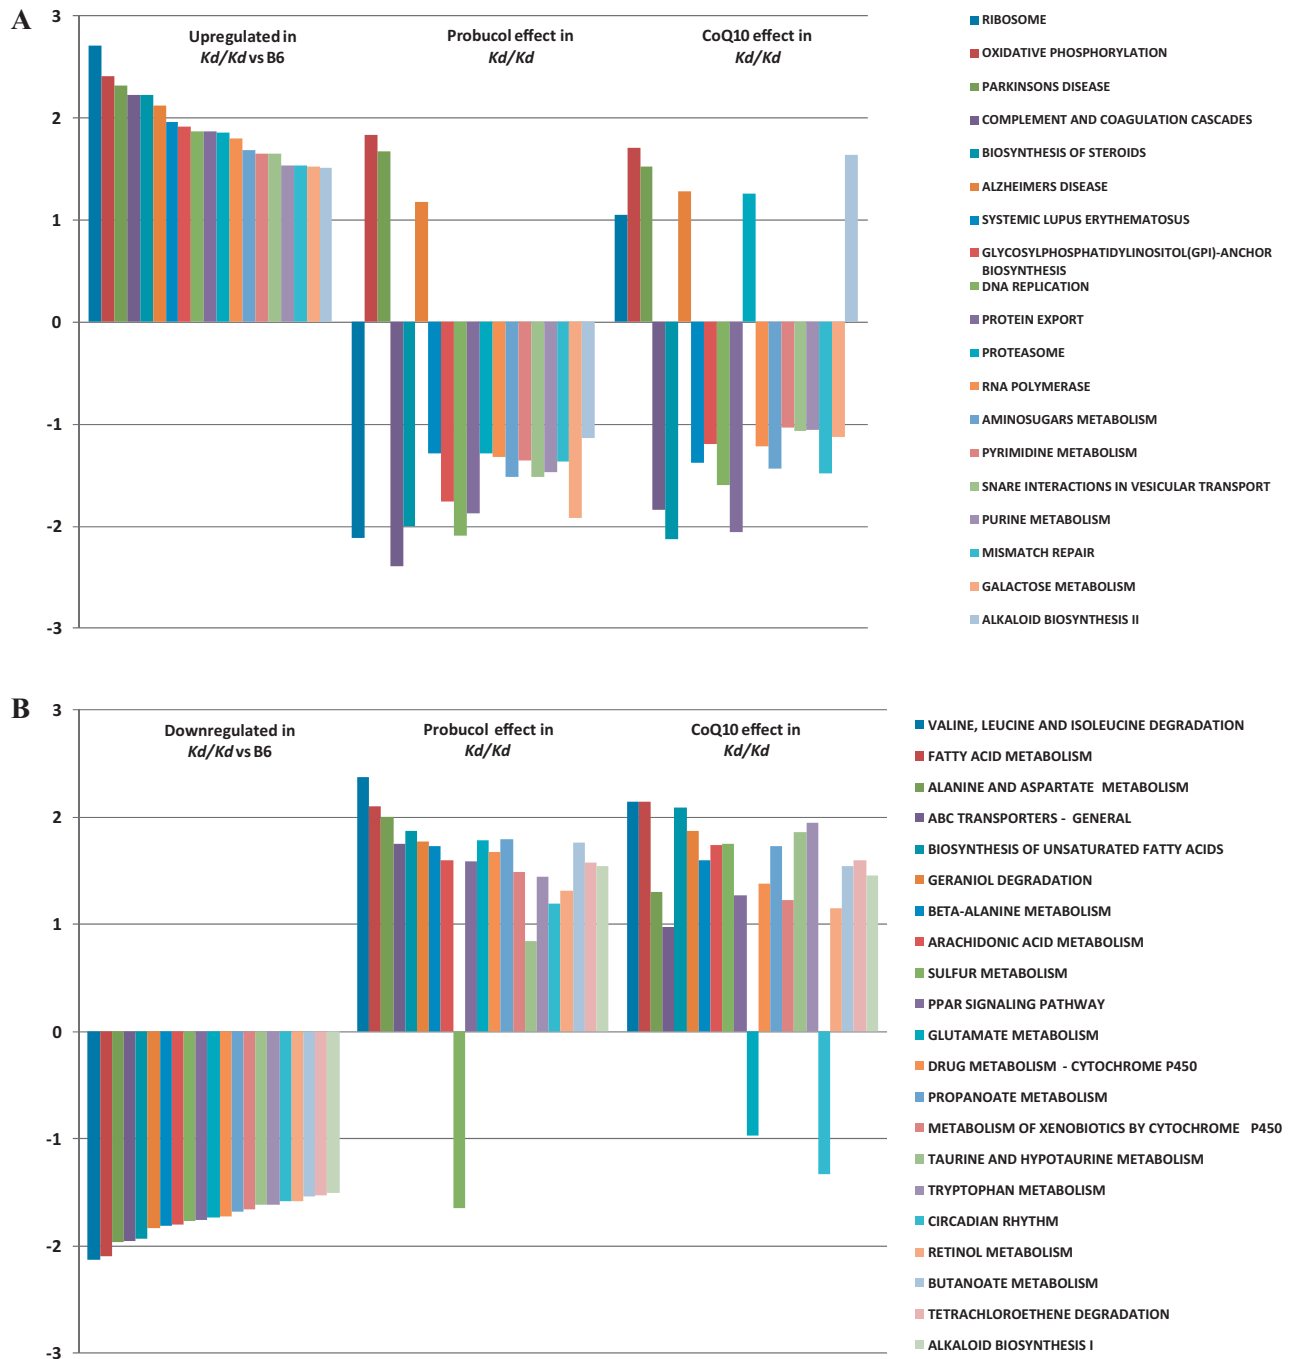 A
3
2
1
0
-1
-2
-3
Upregulated in
Kd/Kd vs B6
Probucol effect in
Kd/Kd
CoQ10 effect in
Kd/Kd
RIBOSOME
OXIDATIVE PHOSPHORYLATION
PARKINSONS DISEASE
COMPLEMENT AND COAGULATION CASCADES
BIOSYNTHESIS OF STEROIDS
ALZHEIMERS DISEASE
SYSTEMIC LUPUS ERYTHEMATOSUS
GLYCOSYLPHOSPHATIDYLINOSITOL(GPI)-ANCHOR
BIOSYNTHESIS
DNA REPLICATION
PROTEIN EXPORT
PROTEASOME
RNA POLYMERASE
AMINOSUGARS METABOLISM
PYRIMIDINE METABOLISM
SNARE INTERACTIONS IN VESICULAR TRANSPORT
PURINE METABOLISM
MISMATCH REPAIR
GALACTOSE METABOLISM
ALKALOID BIOSYNTHESIS II
B
3
2
1
0
-1
-2
-3
Downregulated in
Kd/Kd vs B6
Probucol effect in
Kd/Kd
CoQ10 effect in
Kd/Kd
VALINE, LEUCINE AND ISOLEUCINE DEGRADATION
FATTY ACID METABOLISM
ALANINE AND ASPARTATE METABOLISM
ABC TRANSPORTERS - GENERAL
BIOSYNTHESIS OF UNSATURATED FATTY ACIDS
GERANIOL DEGRADATION
BETA-ALANINE METABOLISM
ARACHIDONIC ACID METABOLISM
SULFUR METABOLISM
PPAR SIGNALING PATHWAY
GLUTAMATE METABOLISM
DRUG METABOLISM - CYTOCHROME P450
PROPANOATE METABOLISM
METABOLISM OF XENOBIOTICS BY CYTOCHROME P450
TAURINE AND HYPOTAURINE METABOLISM
TRYPTOPHAN METABOLISM
CIRCADIAN RHYTHM
RETINOL METABOLISM
BUTANOATE METABOLISM
TETRACHLOROETHENE DEGRADATION
ALKALOID BIOSYNTHESIS I